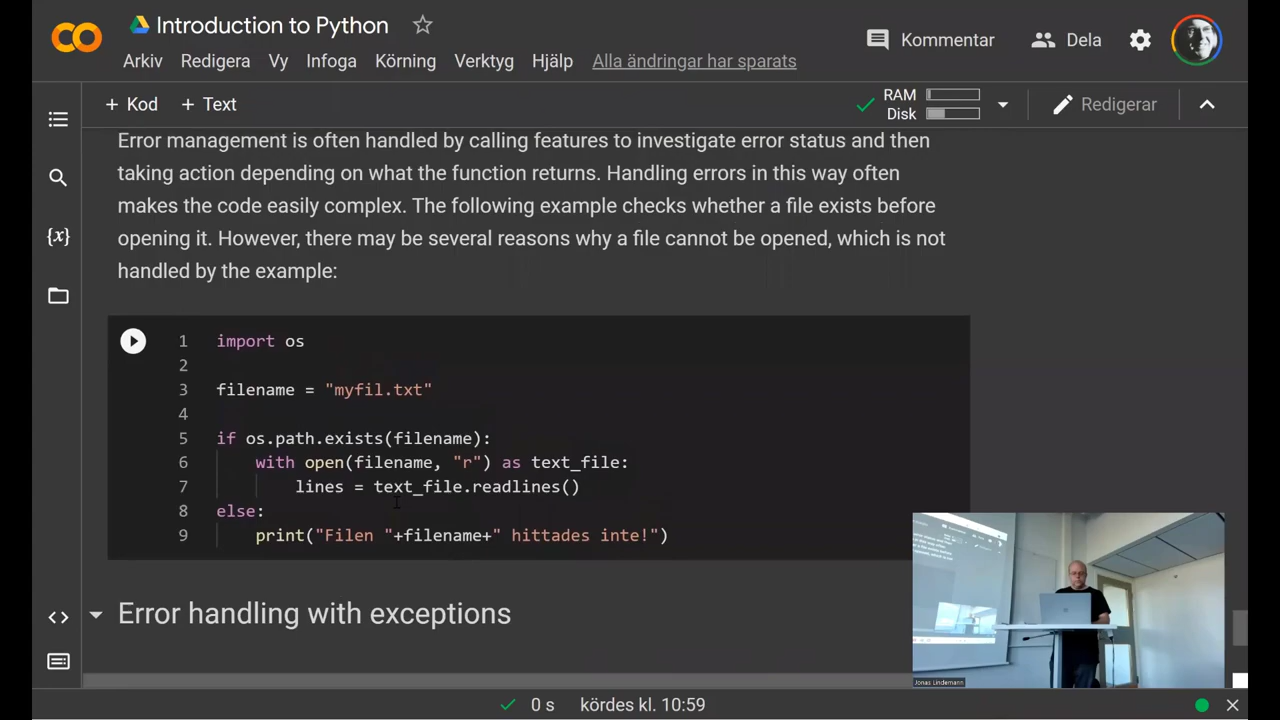 Introduction to Python
Kommentar
Dela
Arkiv Redigera Vy Infoga Körning Verktyg Hjälp Alla ändringar har sparats
+ Kod + Text
RAM
Disk
Redigerar
Error management is often handled by calling features to investigate error status and then
taking action depending on what the function returns. Handling errors in this way often
makes the code easily complex. The following example checks whether a file exists before
opening it. However, there may be several reasons why a file cannot be opened, which is not
handled by the example:
1 import os
2
3 filename = "myfil.txt"
4
5 if os.path.exists(filename):
6 with open(filename, "r") as text_file:
7 lines = text_file.readlines()
8 else:
9 print("Filen "+filename+" hittades inte!")
Error handling with exceptions
Jonas Lindemann
0 s kördes kl. 10:59